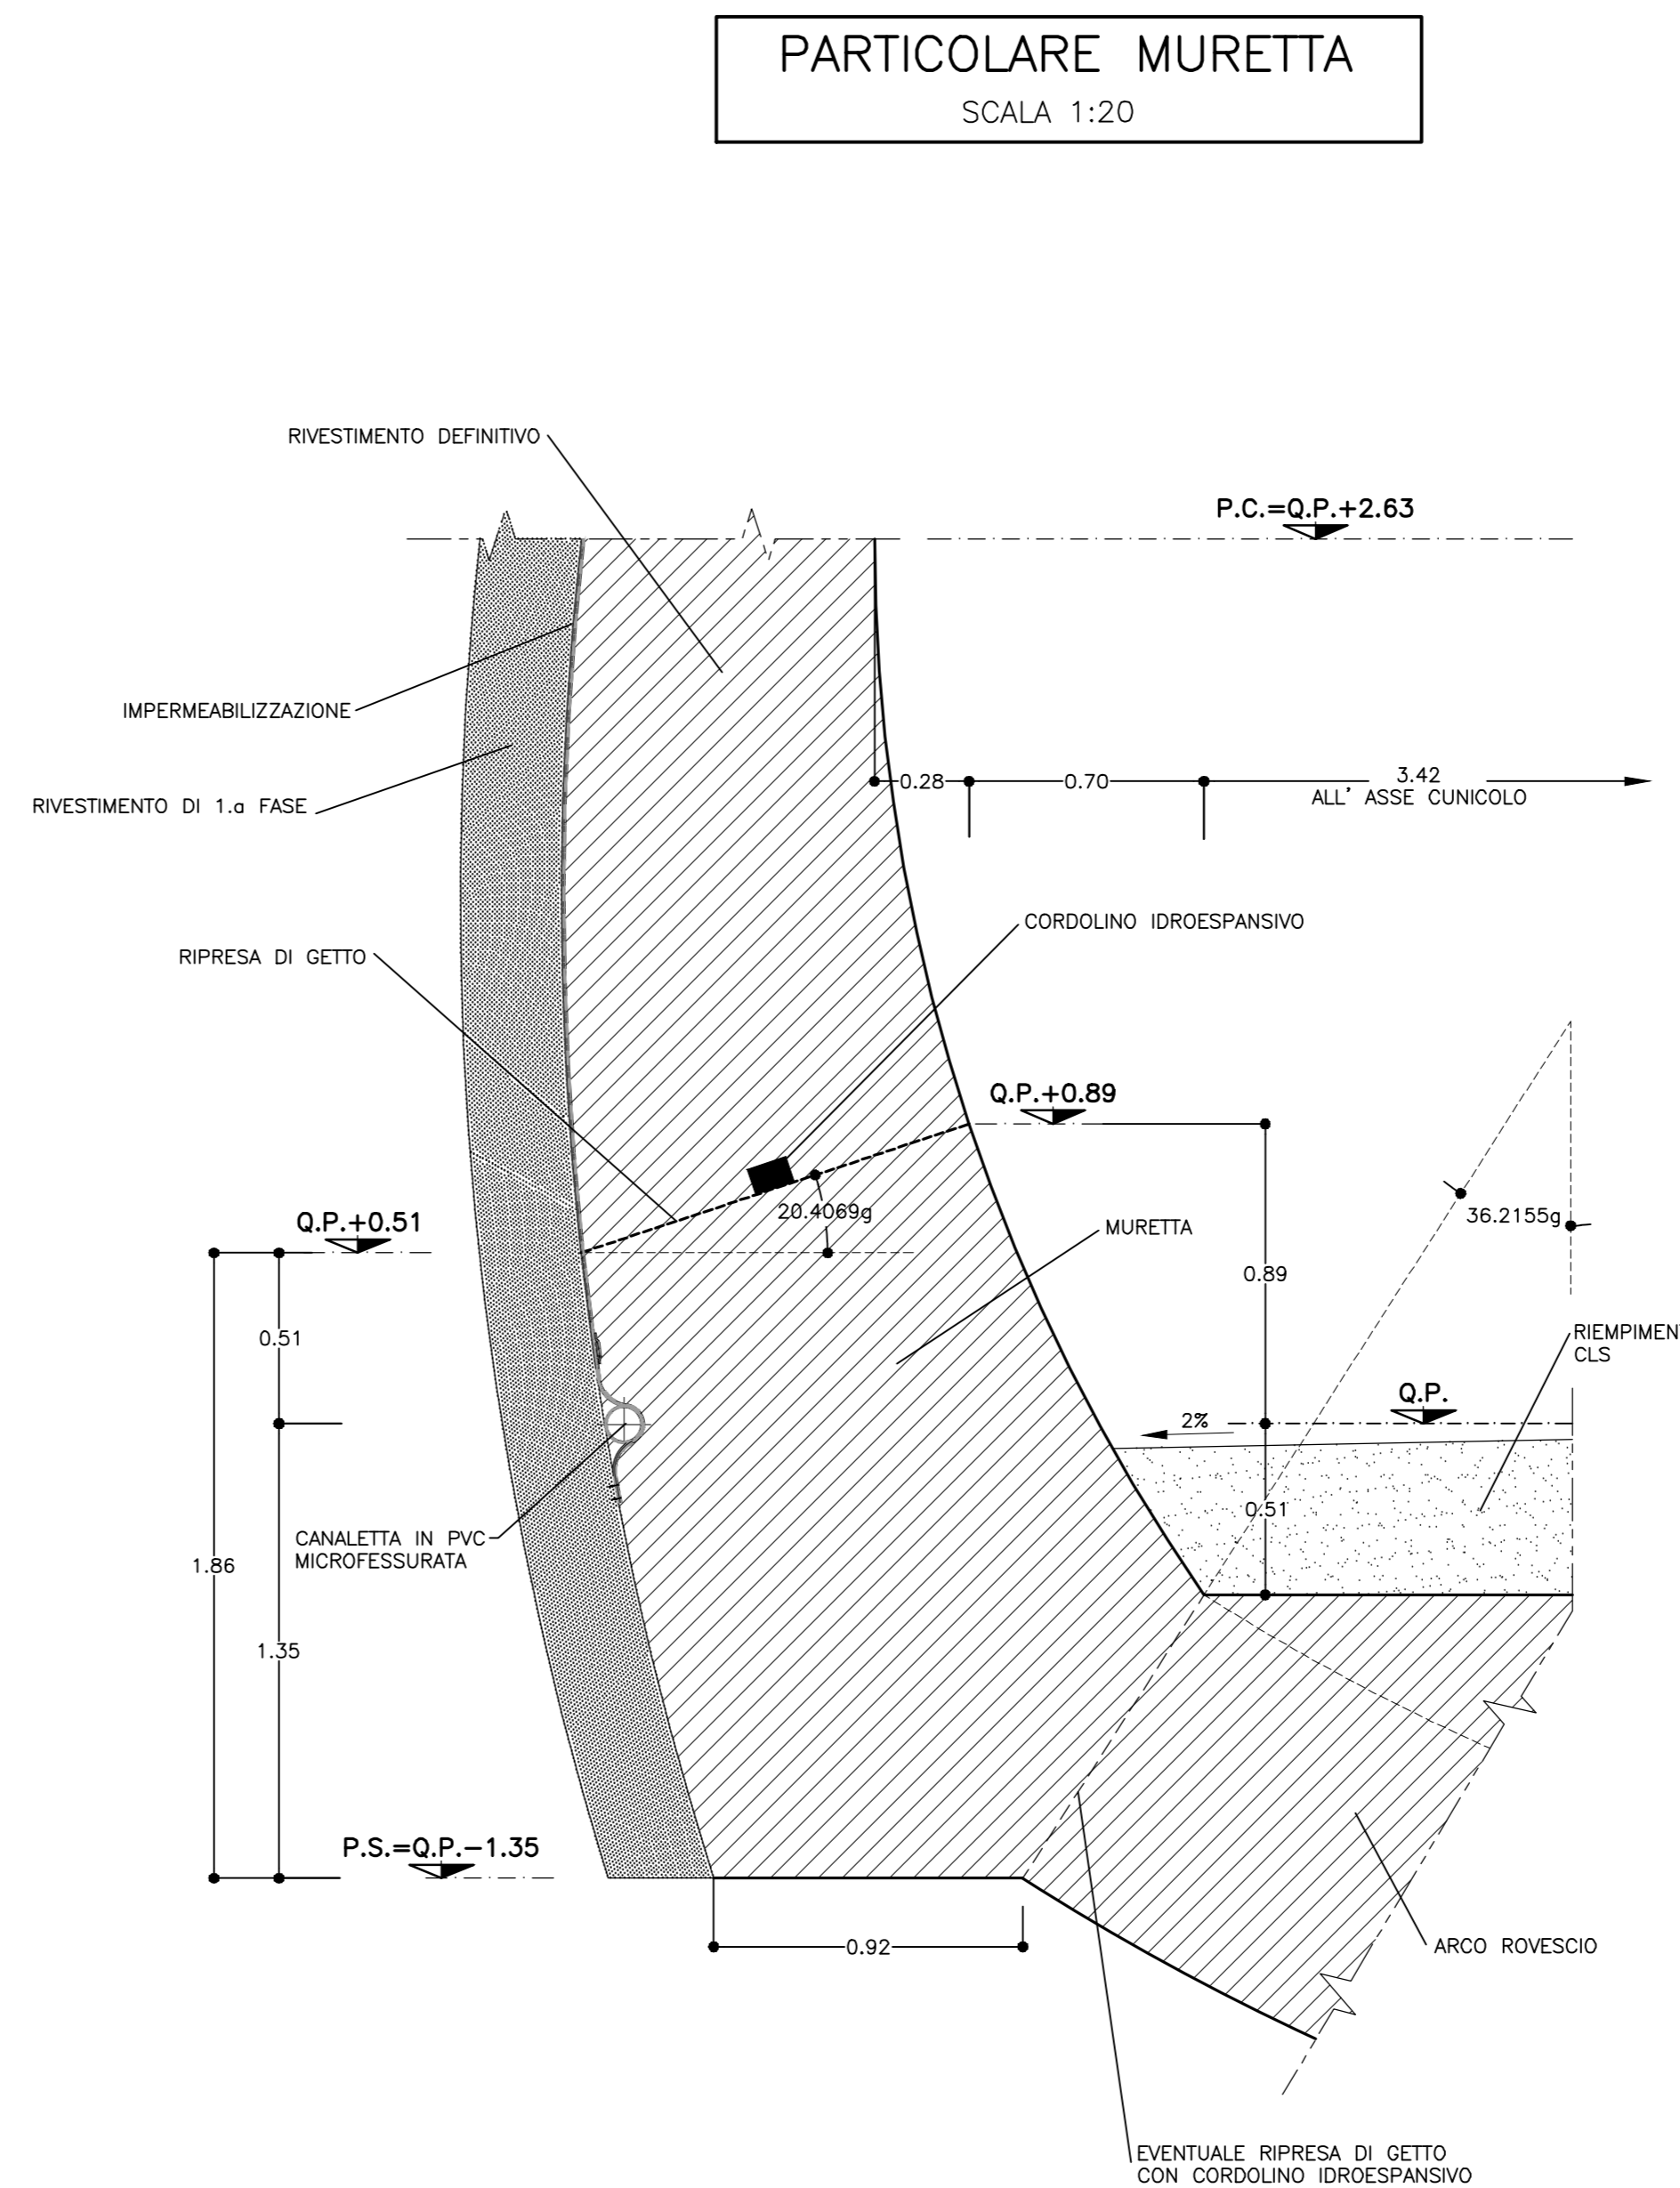 PARTICOLARE MURETTA
SCALA 1:20
RIVESTIMENTO DEFINITIVO
P.C.=Q.P.+2.63
IMPERMEABILIZZAZIONE
RIVESTIMENTO DI 1.a FASE
0.28
0.70
3.42
ALL' ASSE CUNICOLO
CORDOLINO IDROESPANSIVO
RIPRESA DI GETTO
Q.P.+0.89
20.4069g
36.2155g
Q.P.+0.51
MURETTA
0.89
0.51
RIEMPIMEN
CLS
Q.P.
2%
0.51
CANALETTA IN PVC
MICROFESSURATA
1.86
1.35
P.S.=Q.P.-1.35
0.92
ARCO ROVESCIO
EVENTUALE RIPRESA DI GETTO
CON CORDOLINO IDROESPANSIVO